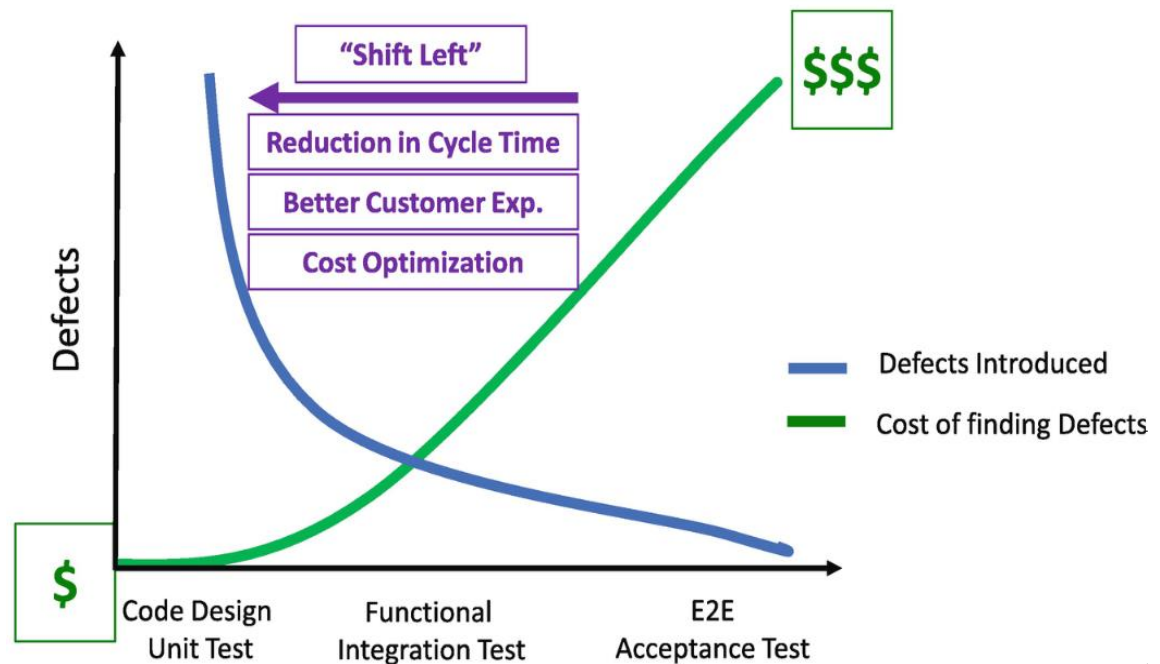 “Shift Left”
$$$
Reduction in Cycle Time
Better Customer Exp.
Cost Optimization
Defects
Defects Introduced
Cost of finding Defects
$
Code Design
Unit Test
Functional
Integration Test
E2E
Acceptance Test